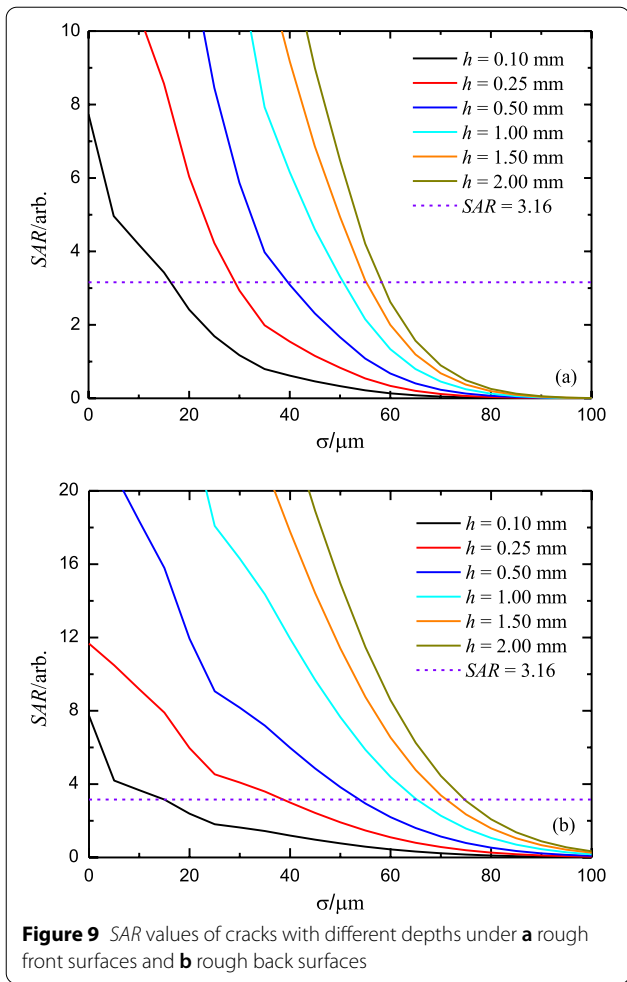 10
8
6
4
2
0
SAR/arb.
h = 0.10 mm
h = 0.25 mm
h = 0.50 mm
h = 1.00 mm
h = 1.50 mm
h = 2.00 mm
SAR = 3.16
(a)
0 20 40 60 80 100
σ/μm
20
16
12
8
4
0
SAR/arb.
h = 0.10 mm
h = 0.25 mm
h = 0.50 mm
h = 1.00 mm
h = 1.50 mm
h = 2.00 mm
SAR = 3.16
(b)
0 20 40 60 80 100
σ/μm
Figure 9 SAR values of cracks with different depths under a rough
front surfaces and b rough back surfaces